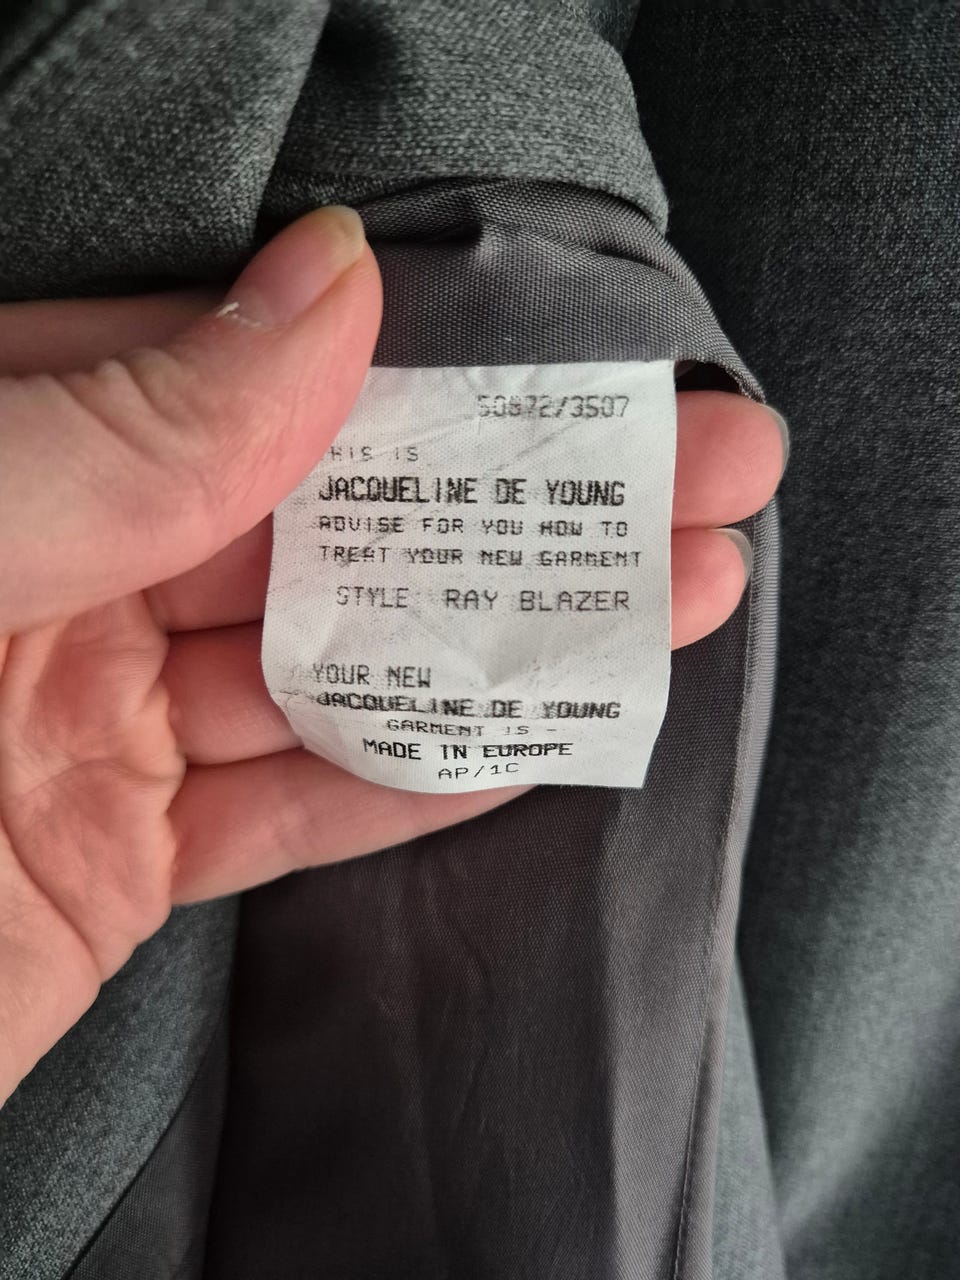 50872/3507
THIS IS
JACQUELINE DE YOUNG
ADVISE FOR YOU HOW TO
TREAT YOUR NEW GARMENT
STYLE RAY BLAZER
YOUR NEW
JACQUELINE DE YOUNG
GARMENT IS -
MADE IN EUROPE
AP/1C